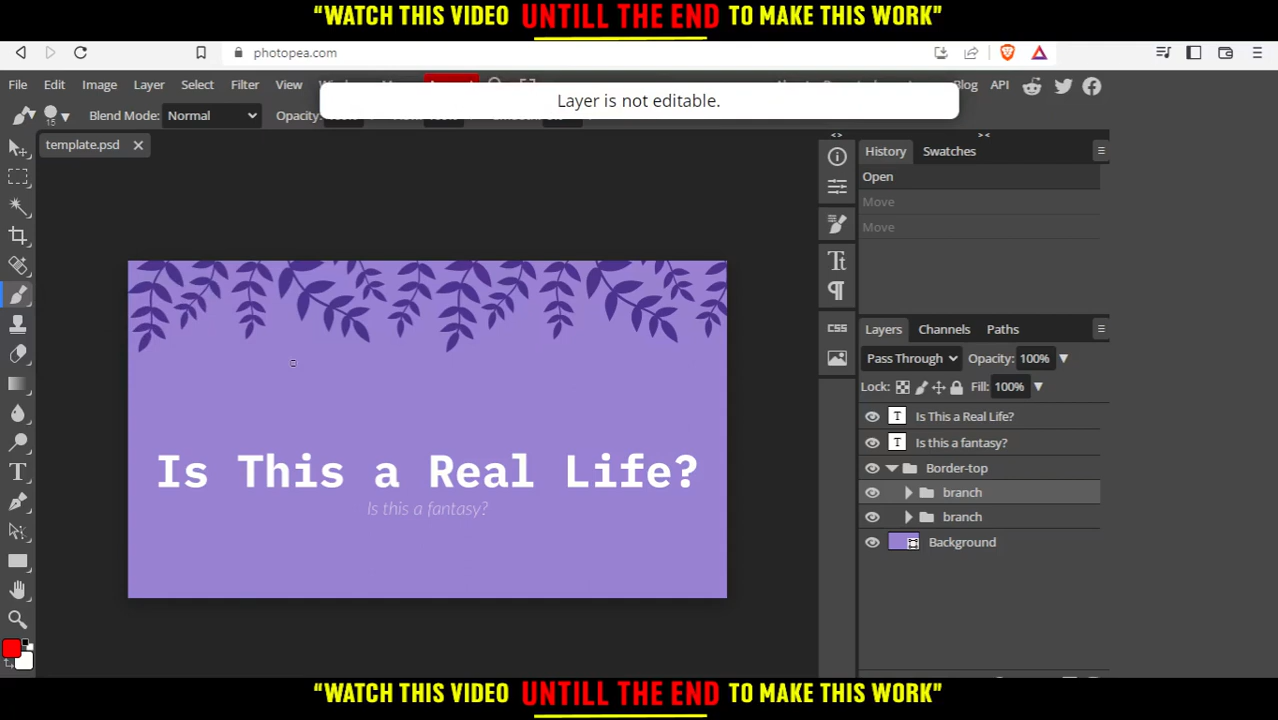 “WATCH THIS VIDEO UNTILL THE END TO MAKE THIS WORK”
photopea.com
File Edit Image Layer Select Filter View
Blog API
Layer is not editable.
15 Blend Mode: Normal Opacity:
template.psd
History Swatches
Open
Move
Move
CSS
Layers Channels Paths
Pass Through Opacity: 100%
Lock: Fill: 100%
T Is This a Real Life?
T Is this a fantasy?
Border-top
branch
branch
Background
Is This a Real Life?
Is this a fantasy?
“WATCH THIS VIDEO UNTILL THE END TO MAKE THIS WORK”